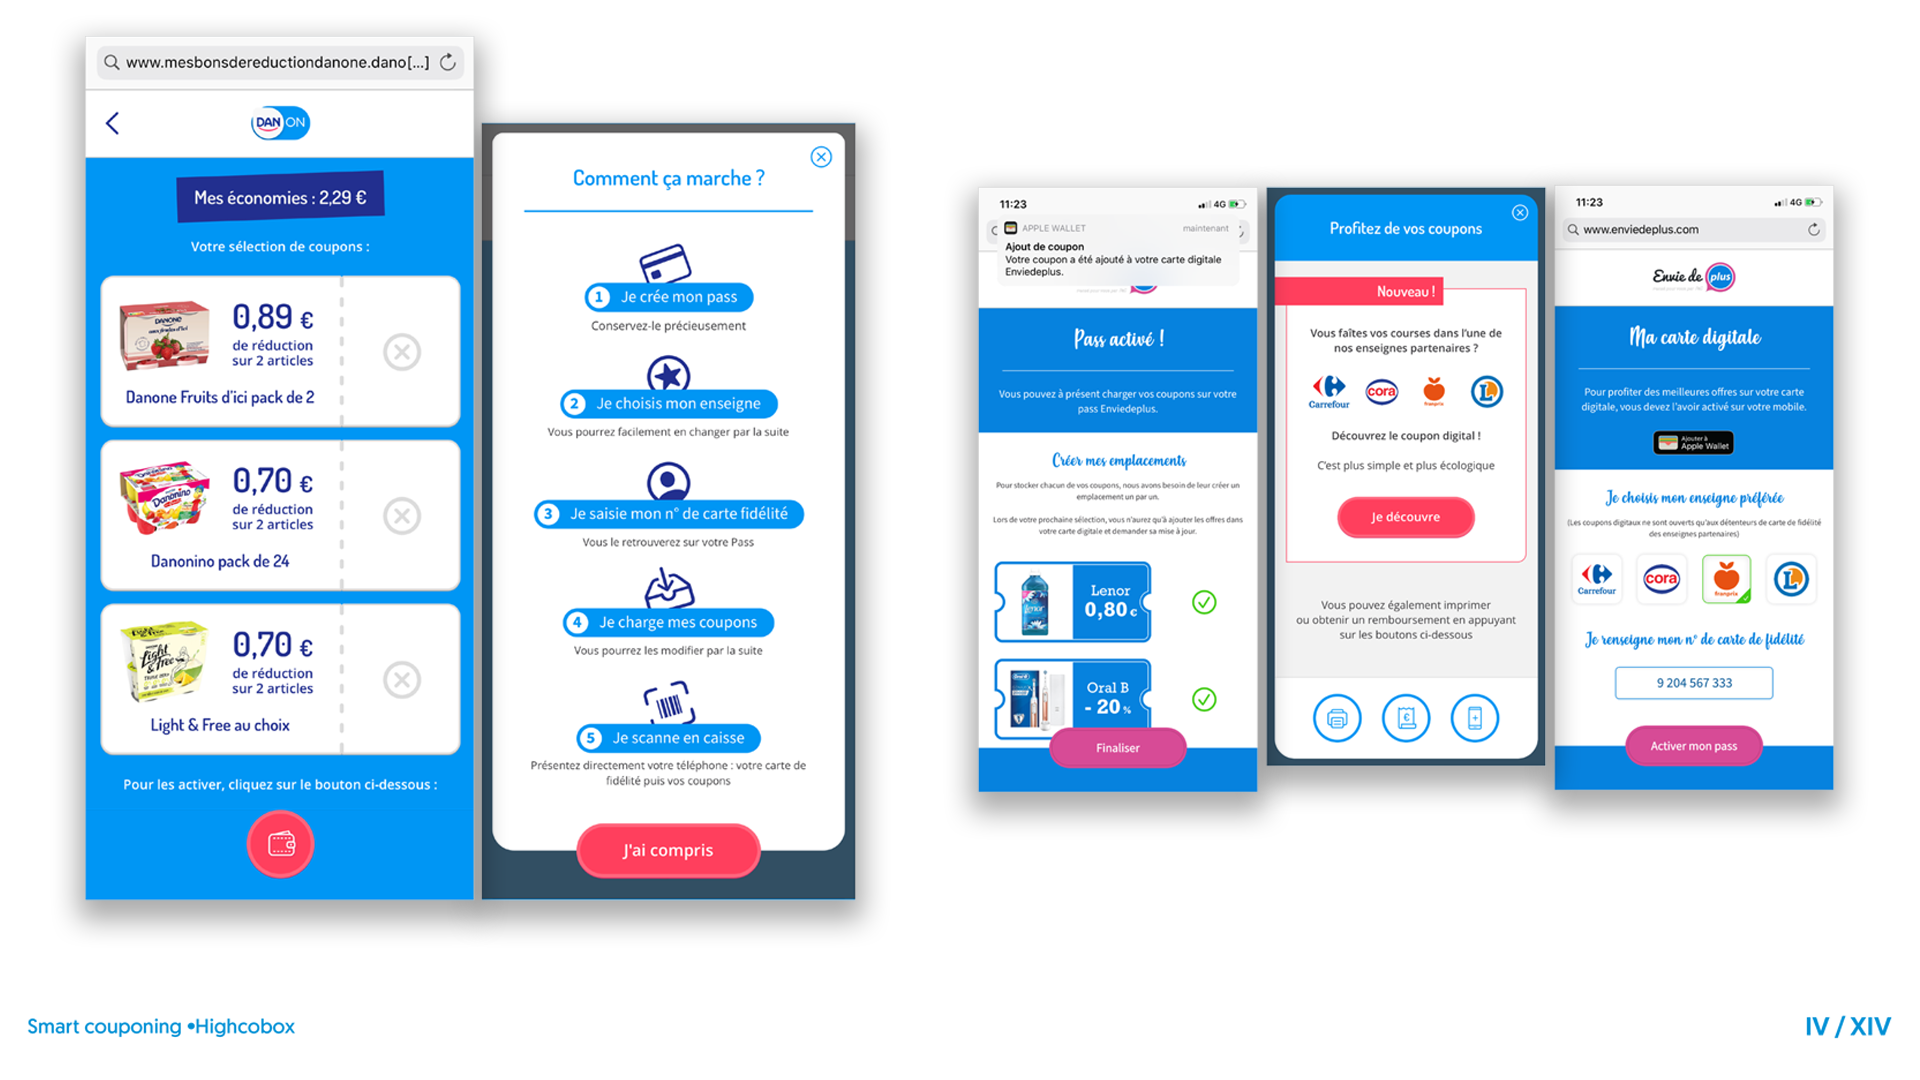 www.mesbonsdereductiondanone.dano[...]
DAN ON
Mes économies : 2,29 €
Votre sélection de coupons :
DANONE
0,89 €
de réduction
sur 2 articles
Danone Fruits d'ici pack de 2
Danonino
0,70 €
de réduction
sur 2 articles
Danonino pack de 24
Light & Free
0,70 €
de réduction
sur 2 articles
Light & Free au choix
Pour les activer, cliquez sur le bouton ci-dessous :
Comment ça marche ?
1 Je crée mon pass
Conservez-le précieusement
2 Je choisis mon enseigne
Vous pourrez facilement en changer par la suite
3 Je saisie mon n° de carte fidélité
Vous le retrouverez sur votre Pass
4 Je charge mes coupons
Vous pourrez les modifier par la suite
5 Je scanne en caisse
Présentez directement votre téléphone : votre carte de
fidélité puis vos coupons
J'ai compris
11:23
4G
APPLE WALLET
maintenant
Ajout de coupon
Votre coupon a été ajouté à votre carte digitale
Enviedeplus.
Pass activé !
Vous pouvez à présent charger vos coupons sur votre
pass Enviedeplus.
Créer mes emplacements
Pour stocker chacun de vos coupons, nous avons besoin de leur créer un
emplacement un par un.
Lors de votre prochaine sélection, vous n'aurez qu'à ajouter les offres dans
votre carte digitale et demander sa mise à jour.
Lenor
Lenor
0,80 €
Oral B
- 20 %
Finaliser
Profitez de vos coupons
Nouveau !
Vous faîtes vos courses dans l'une de
nos enseignes partenaires ?
Carrefour
cora
franprix
L
Découvrez le coupon digital !
C'est plus simple et plus écologique
Je découvre
Vous pouvez également imprimer
ou obtenir un remboursement en appuyant
sur les boutons ci-dessous
€
11:23
4G
www.enviedeplus.com
Envie de plus
Ma carte digitale
Pour profiter des meilleures offres sur votre carte
digitale, vous devez l'avoir activé sur votre mobile.
Ajouter à
Apple Wallet
Je choisis mon enseigne préférée
(Les coupons digitaux ne sont ouverts qu'aux détenteurs de carte de fidélité
des enseignes partenaires)
Carrefour
cora
franprix
L
Je renseigne mon n° de carte de fidélité
9 204 567 333
Activer mon pass
Smart couponing •Highcobox
IV / XIV